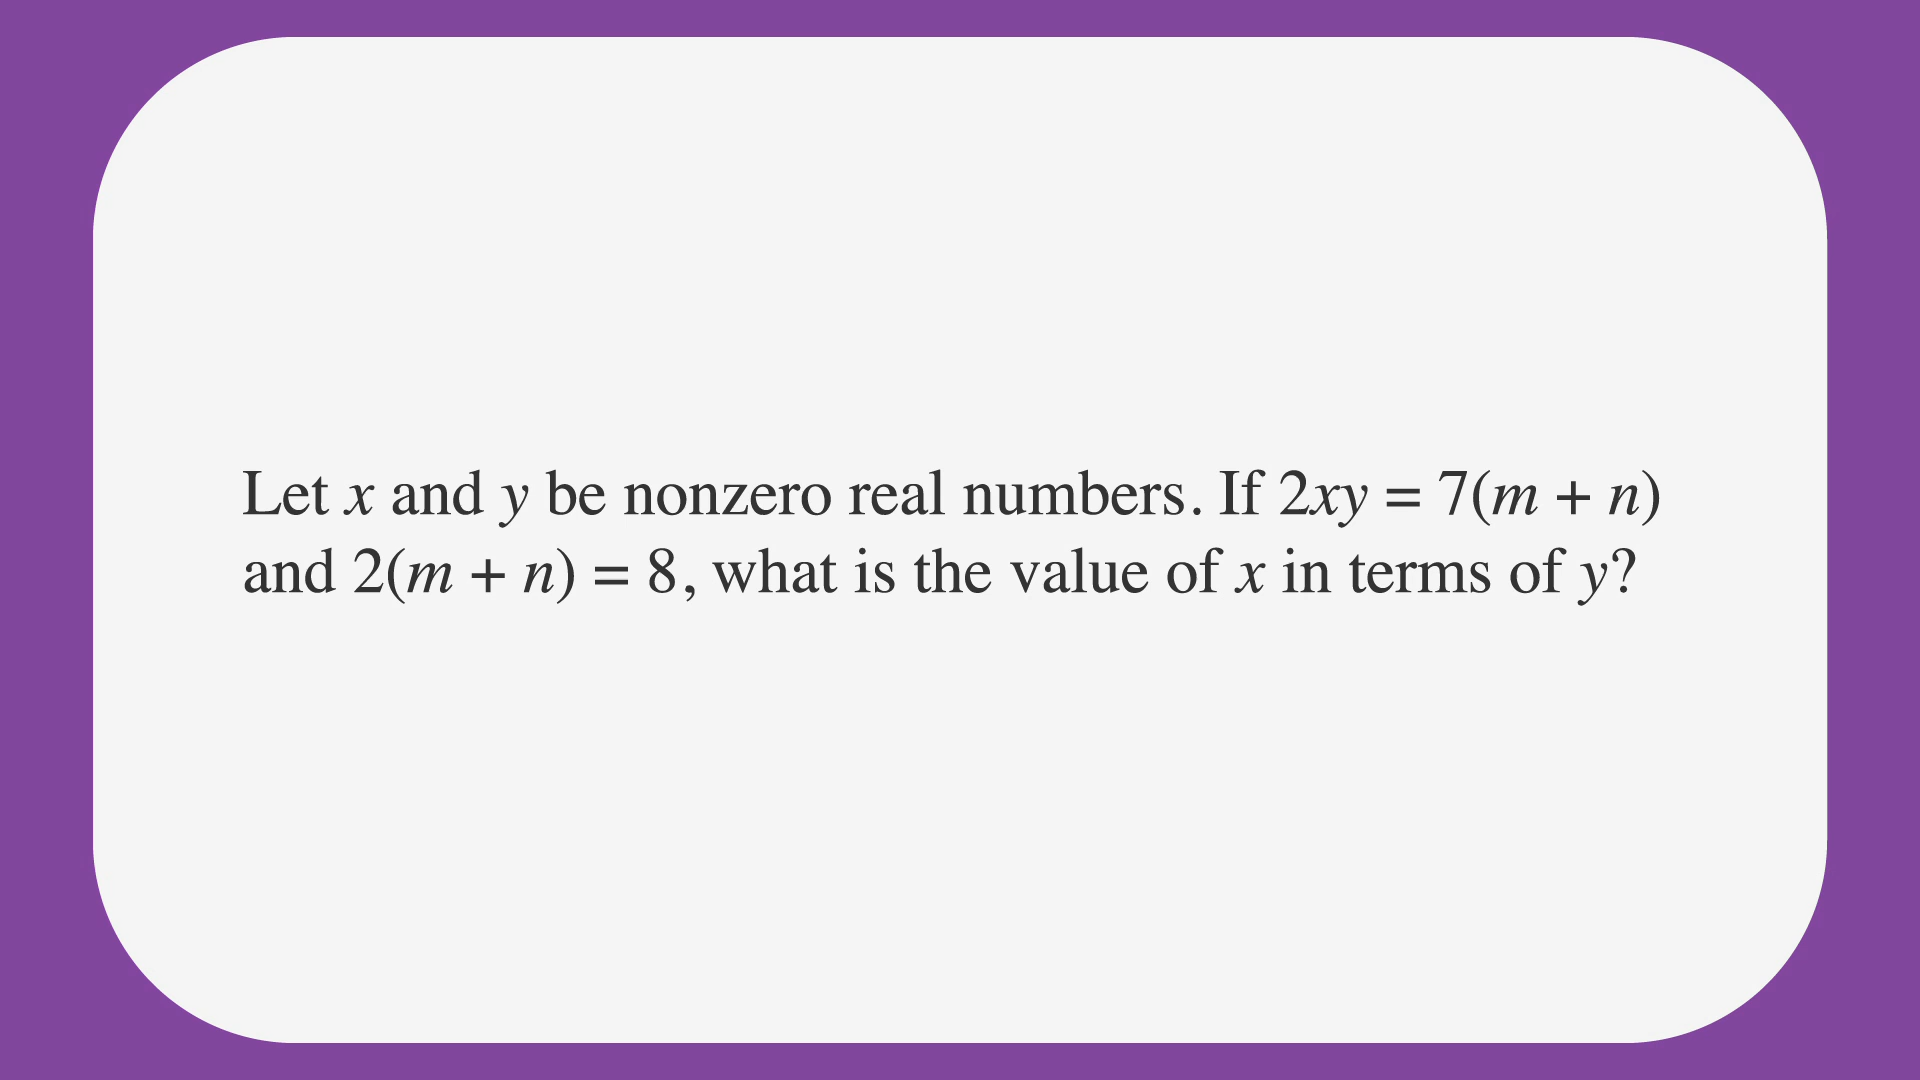 Let x and y be nonzero real numbers. If 2xy = 7(m + n)
and 2(m + n) = 8, what is the value of x in terms of y?